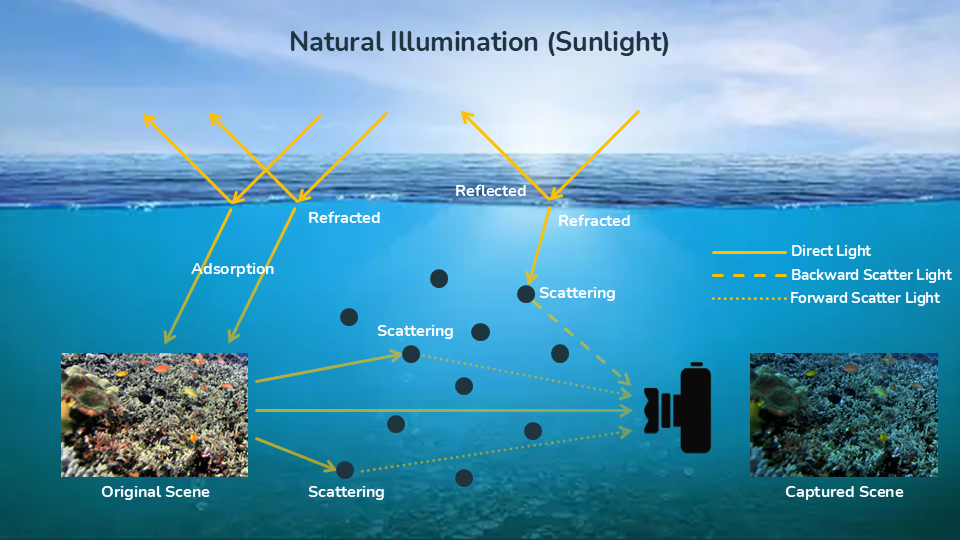 Natural Illumination (Sunlight)
Reflected
Refracted
Refracted
Adsorption
Direct Light
Backward Scatter Light
Forward Scatter Light
Scattering
Scattering
Original Scene
Scattering
Captured Scene